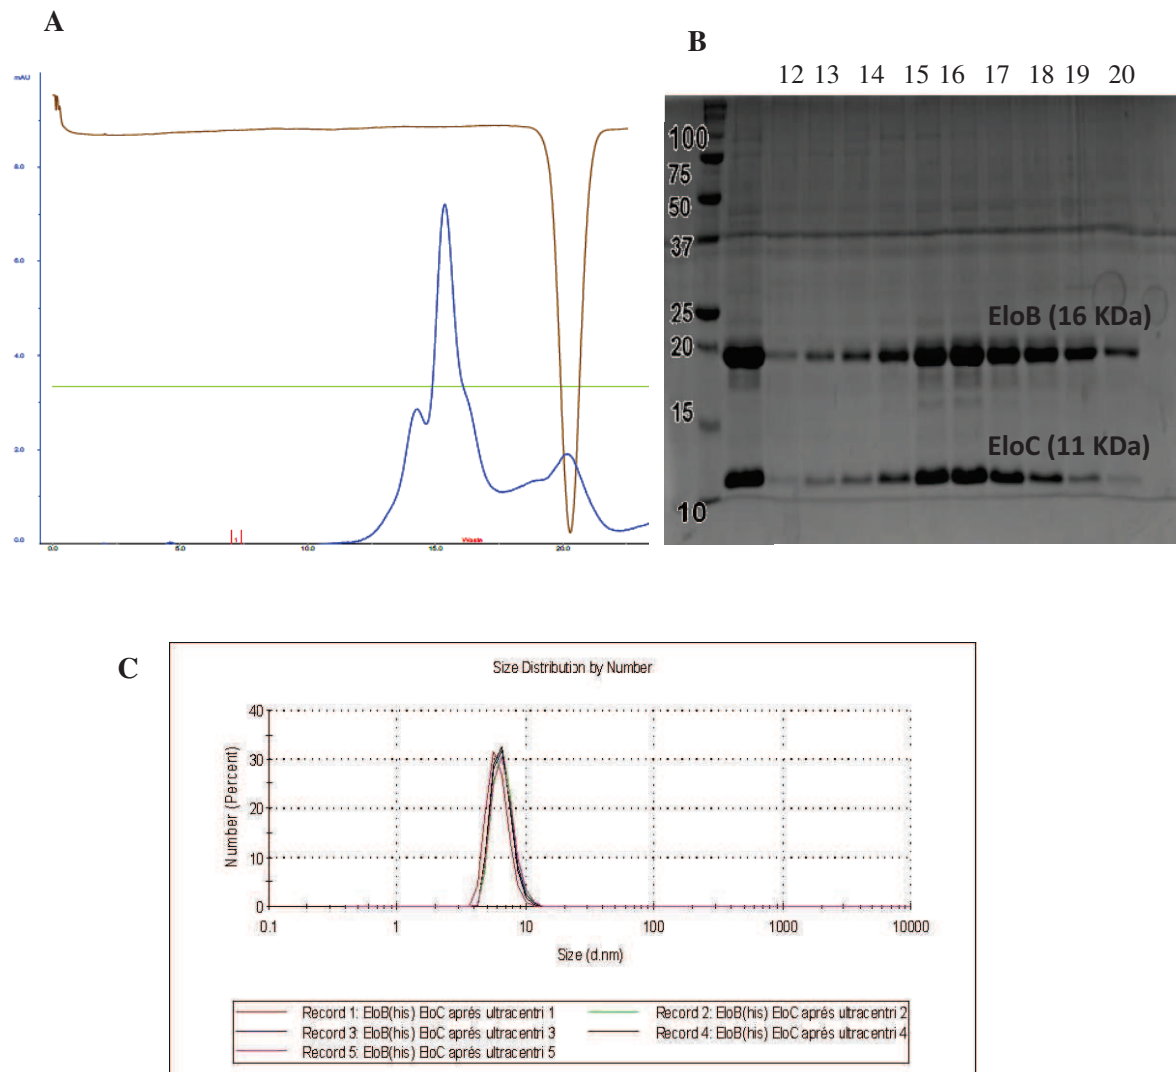 A
mAU
8.0
6.0
4.0
2.0
0.0
0.0 5.0 10.0 15.0 20.0
1
Waste
B
12 13 14 15 16 17 18 19 20
100
75
50
37
25
20
15
10
EloB (16 KDa)
EloC (11 KDa)
C
Size Distribution by Number
Number (Percent)
40
30
20
10
0
0.1 1 10 100 1000 10000
Size (d.nm)
Record 1: EloB(his) EloC aprés ultracentri 1
Record 2: EloB(his) EloC aprés ultracentri 2
Record 3: EloB(his) EloC aprés ultracentri 3
Record 4: EloB(his) EloC aprés ultracentri 4
Record 5: EloB(his) EloC aprés ultracentri 5